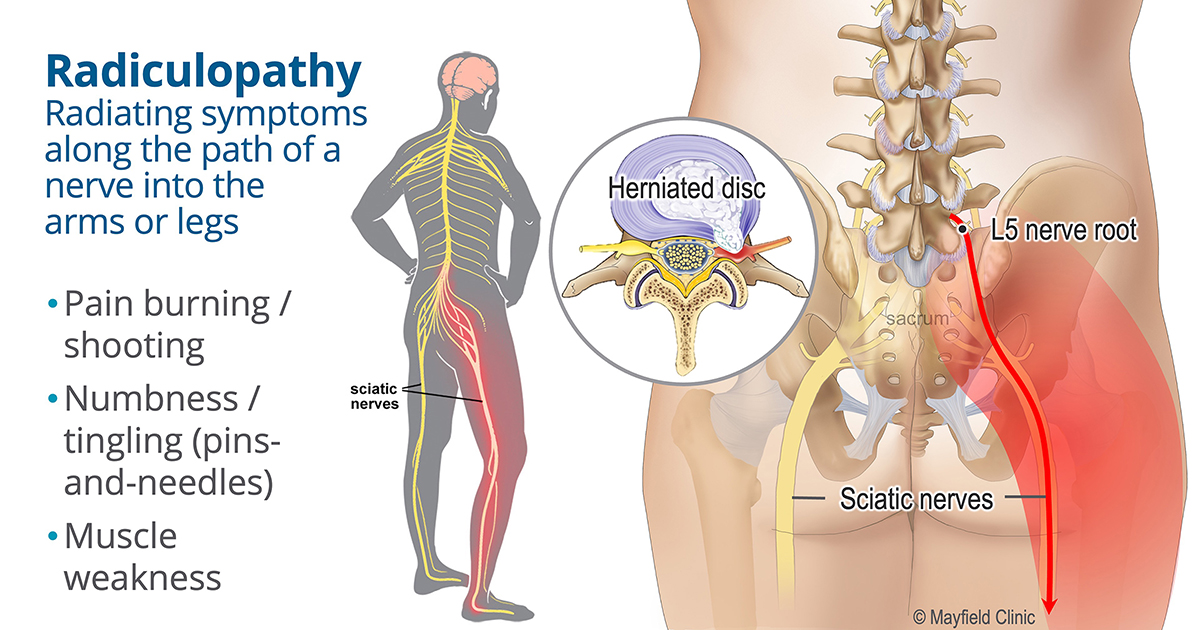 Radiculopathy
Radiating symptoms
along the path of a
nerve into the
arms or legs
• Pain burning /
shooting
• Numbness /
tingling (pins-
and-needles)
• Muscle
weakness
sciatic
nerves
Herniated disc
L5 nerve root
sacrum
Sciatic nerves
© Mayfield Clinic